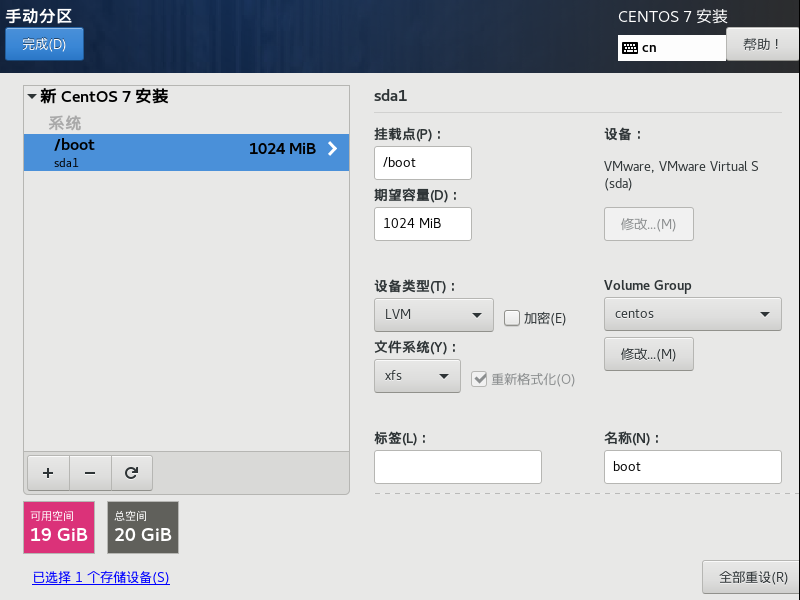 手动分区
CENTOS 7 安装
完成(D)
cn
帮助！
新 CentOS 7 安装
系统
/boot
1024 MiB
sda1
sda1
挂载点(P)：
/boot
期望容量(D)：
1024 MiB
设备：
VMware, VMware Virtual S
(sda)
修改...(M)
设备类型(T)：
LVM
加密(E)
Volume Group
centos
修改...(M)
文件系统(Y)：
xfs
重新格式化(O)
标签(L)：
名称(N)：
boot
可用空间
19 GiB
总空间
20 GiB
已选择 1 个存储设备(S)
全部重设(R)